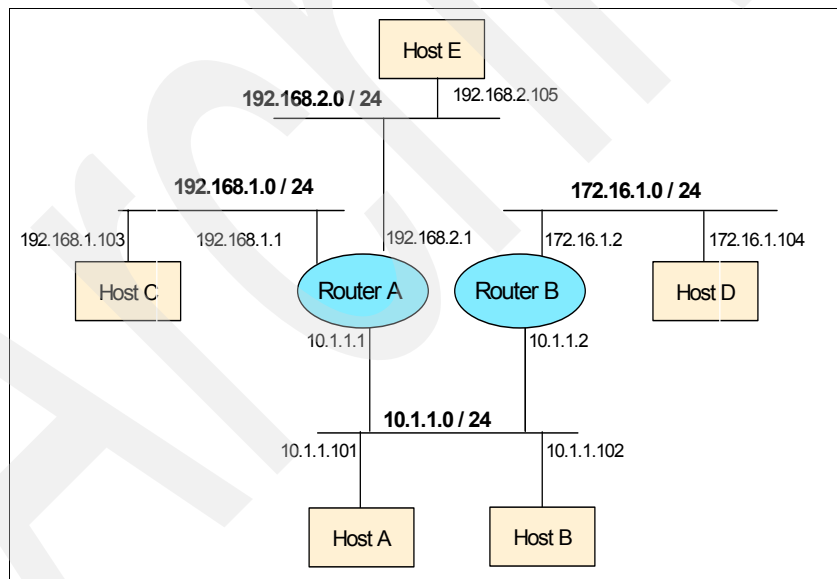 Host E
192.168.2.0 / 24
192.168.2.105
192.168.1.0 / 24
172.16.1.0 / 24
192.168.1.103
192.168.1.1
192.168.2.1
172.16.1.2
172.16.1.104
Host C
Router A
Router B
Host D
10.1.1.1
10.1.1.2
10.1.1.0 / 24
10.1.1.101
10.1.1.102
Host A
Host B